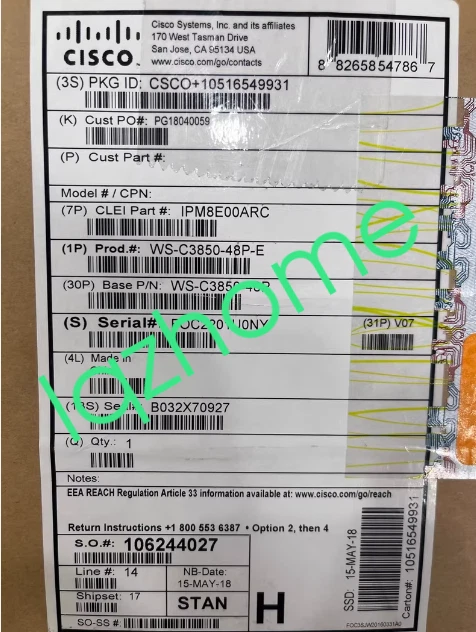 CISCO
Cisco Systems, Inc. and its affiliates
170 West Tasman Drive
San Jose, CA 95134 USA
www.cisco.com/go/contacts
8 82658 54786 7
(3S) PKG ID: CSCO+10516549931
(K) Cust PO#: PG18040059
(P) Cust Part#:
Model # / CPN:
(7P) CLEI Part #: IPM8E00ARC
(1P) Prod.#: WS-C3850-48P-E
(30P) Base P/N: WS-C3850-48P
(S) Serial#
(31P) V07
(4L) Made in
Serial#: B032X70927
(Q) Qty.: 1
Notes:
EEA REACH Regulation Article 33 information available at: www.cisco.com/go/reach
Return Instructions +1 800 553 6387 • Option 2, then 4
S.O.#: 106244027
Line #: 14
NB-Date:
15-MAY-18
Shipset: 17
STAN
SO-SS #:
H
SSD 15-MAY-18
Carton#: 10516549931
lqzhome